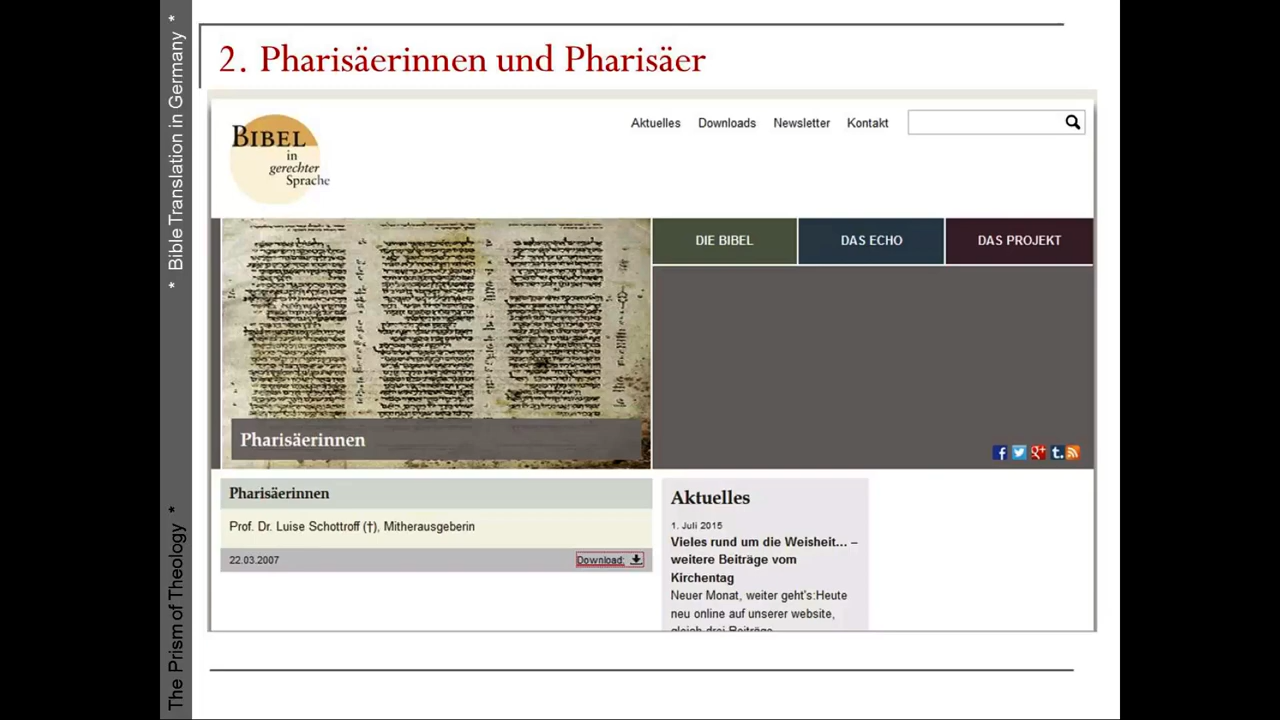 2. Pharisäerinnen und Pharisäer
BIBEL
in
gerechter
Sprache
Aktuelles Downloads Newsletter Kontakt
DIE BIBEL DAS ECHO DAS PROJEKT
Pharisäerinnen
Pharisäerinnen
Prof. Dr. Luise Schottroff (†), Mitherausgeberin
22.03.2007 Download:
Aktuelles
1. Juli 2015
Vieles rund um die Weisheit... –
weitere Beiträge vom
Kirchentag
Neuer Monat, weiter geht's:Heute
neu online auf unserer website,
gleich drei Beiträge
The Prism of Theology * * Bible Translation in Germany *